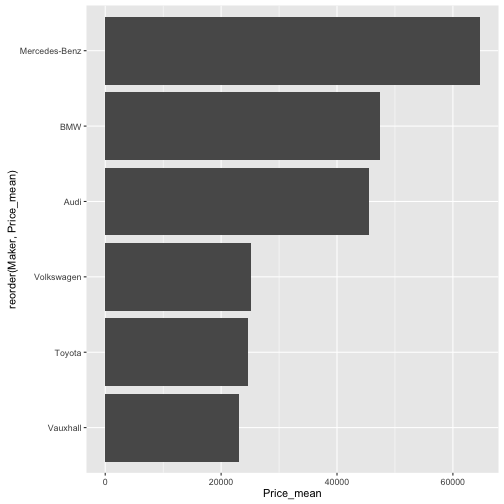 Mercedes-Benz
BMW
Audi
Volkswagen
Toyota
Vauxhall
reorder(Maker, Price_mean)
0 20000 40000 60000
Price_mean